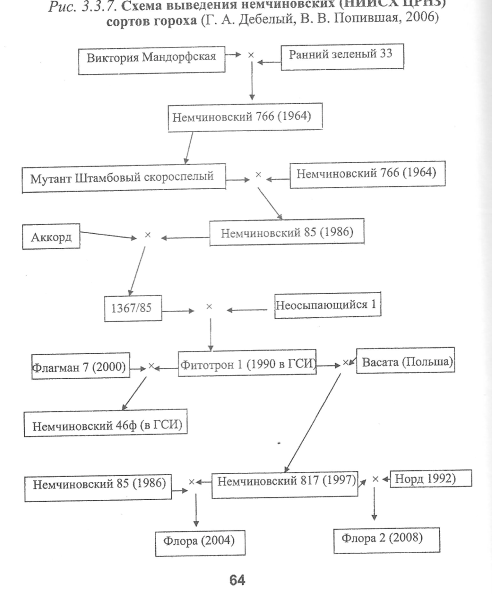 Рис. 3.3.7. Схема выведения немчиновских (НИИСХ ЦРНЗ)
сортов гороха (Г. А. Дебелый, В. В. Попившая, 2006)
Виктория Мандорфская × Ранний зеленый 33
Немчиновский 766 (1964)
Мутант Штамбовый скороспелый × Немчиновский 766 (1964)
Аккорд × Немчиновский 85 (1986)
1367/85 × Неосыпающийся 1
Флагман 7 (2000) × Фитотрон 1 (1990 в ГСИ) × Васата (Польша)
Немчиновский 46ф (в ГСИ)
Немчиновский 85 (1986) × Немчиновский 817 (1997) × Норд 1992)
Флора (2004) Флора 2 (2008)
64